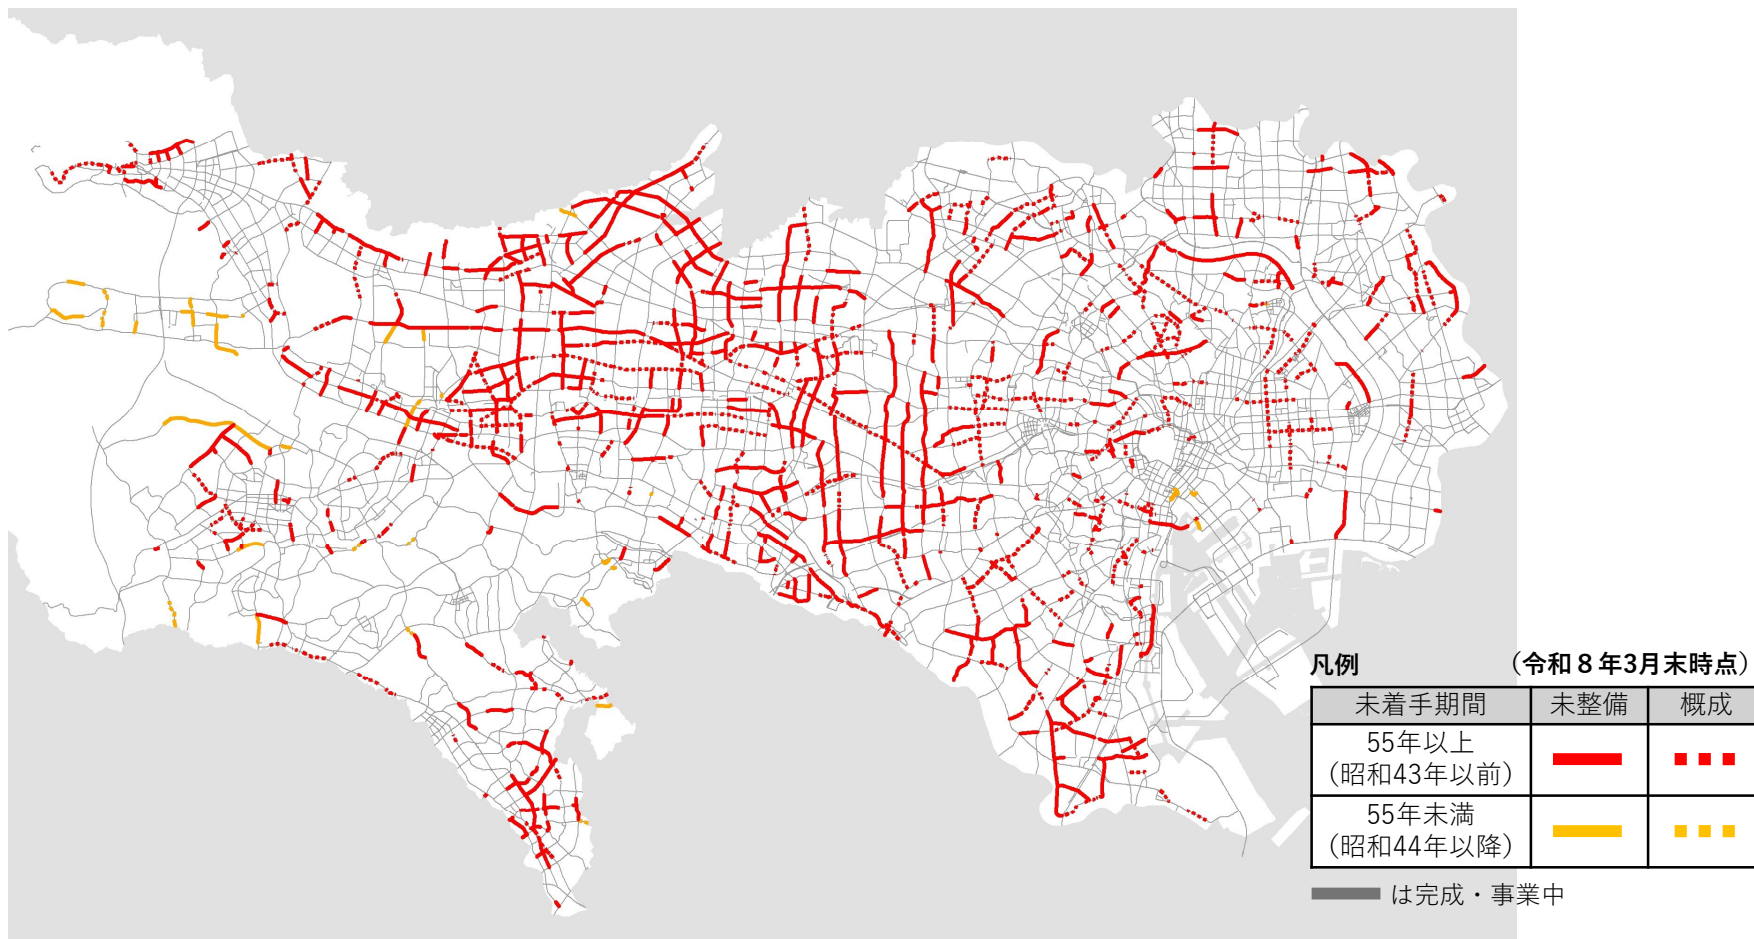 凡例 (令和８年3月末時点)
未着手期間 未整備 概成
55年以上
(昭和43年以前)
55年未満
(昭和44年以降)
は完成・事業中